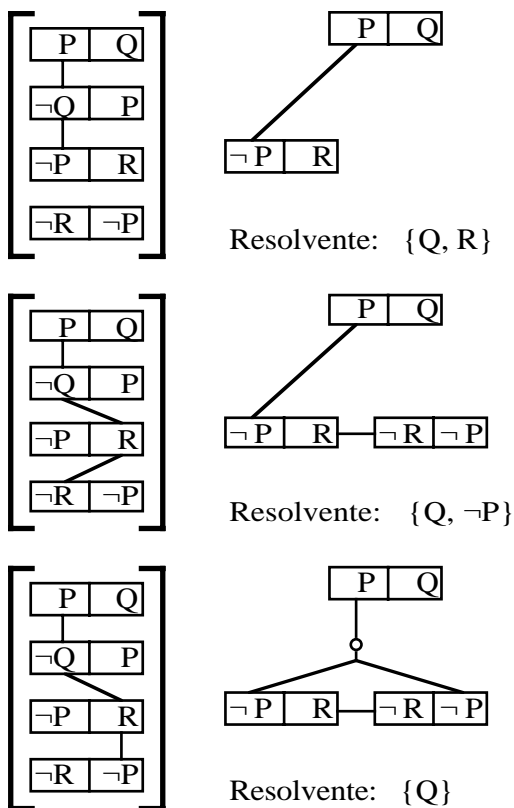 P Q
¬Q P
¬P R
¬R ¬P
P Q
¬ P R
Resolvente: {Q, R}
P Q
¬Q P
¬P R
¬R ¬P
P Q
¬ P R ¬ R ¬ P
Resolvente: {Q, ¬P}
P Q
¬Q P
¬P R
¬R ¬P
P Q
¬ P R ¬ R ¬ P
Resolvente: {Q}